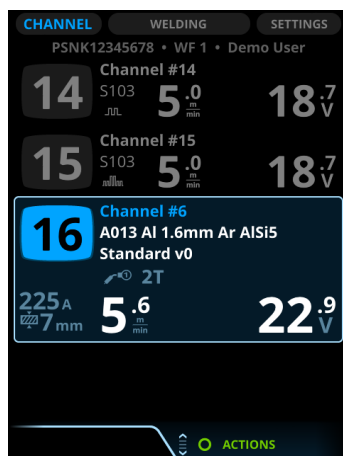 CHANNEL WELDING SETTINGS
PSNK12345678 • WF 1 • Demo User
14 Channel #14
S103 5.0 m/min 18.7 V
15 Channel #15
S103 5.0 m/min 18.7 V
16 Channel #6
A013 Al 1.6mm Ar AlSi5
Standard v0
1 2T
225 A
7 mm 5.6 m/min 22.9 V
ACTIONS